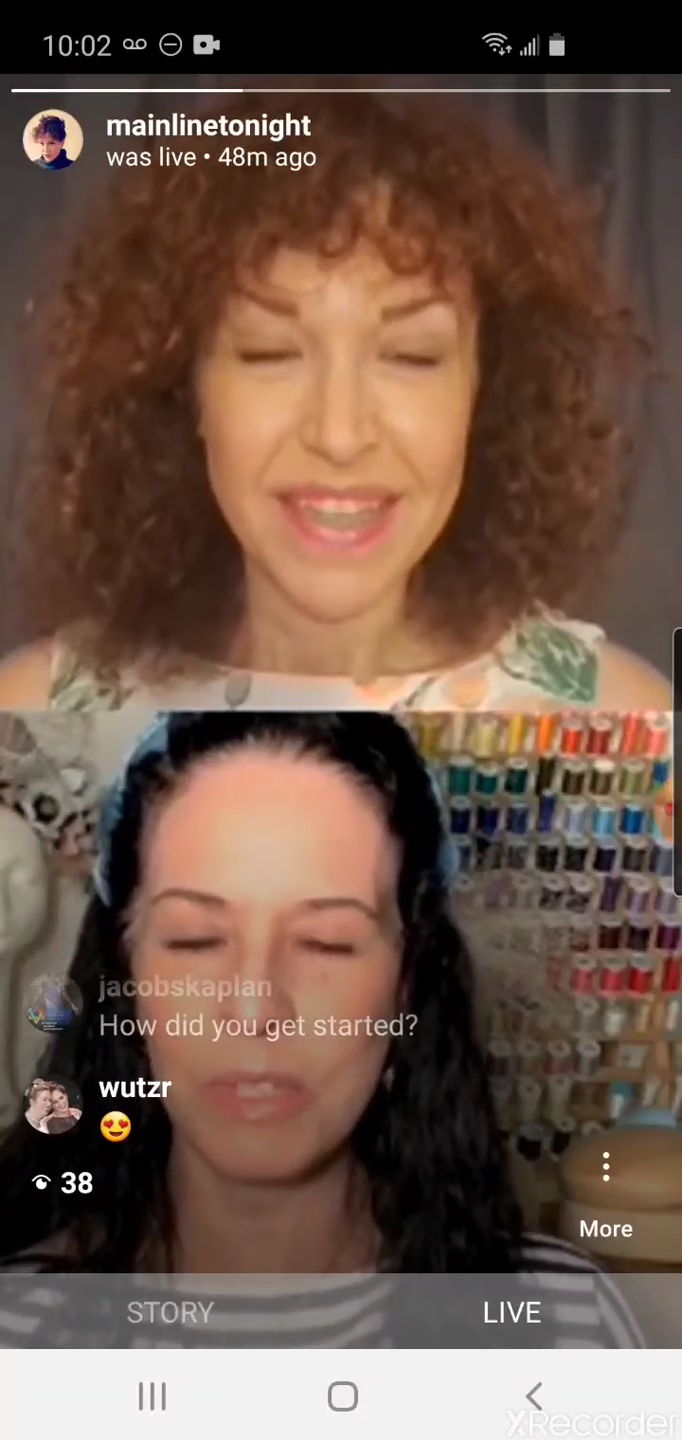 10:02
mainlinetonight
was live • 48m ago
jacobskaplan
How did you get started?
wutzr
😍
38
More
STORY
LIVE
XRecorder